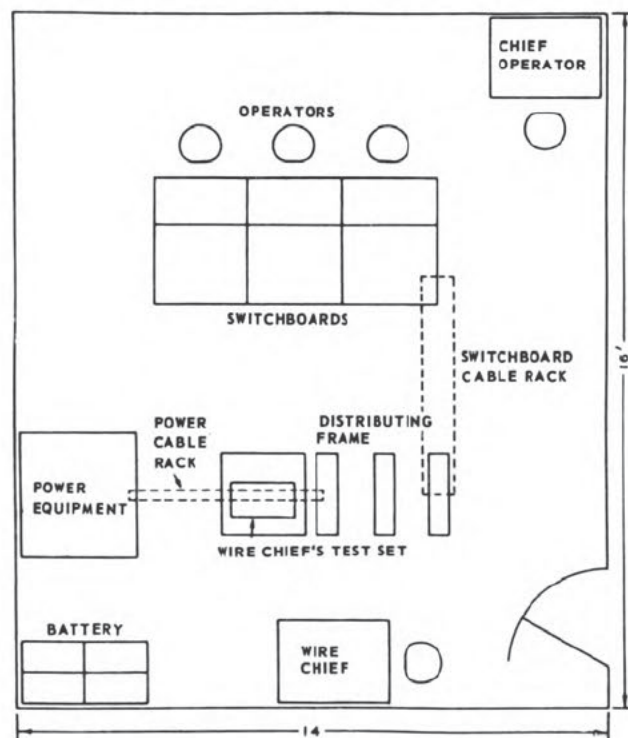 CHIEF
OPERATOR
OPERATORS
SWITCHBOARDS
SWITCHBOARD
CABLE RACK
16'
POWER
CABLE
RACK
DISTRIBUTING
FRAME
POWER
EQUIPMENT
WIRE CHIEF'S TEST SET
BATTERY
WIRE
CHIEF
14